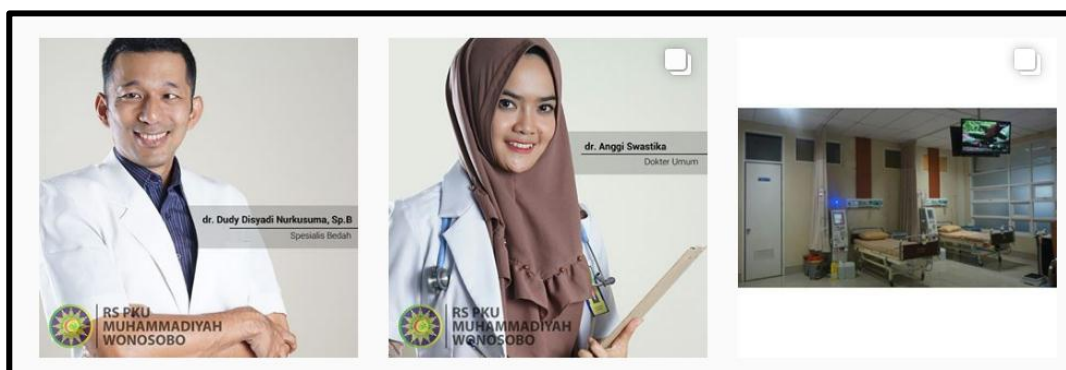 dr. Dudy Disyadi Nurkusuma, Sp.B
Spesialis Bedah
RS PKU
MUHAMMADIYAH
WONOSOBO
dr. Anggi Swastika
Dokter Umum
RS PKU
MUHAMMADIYAH
WONOSOBO